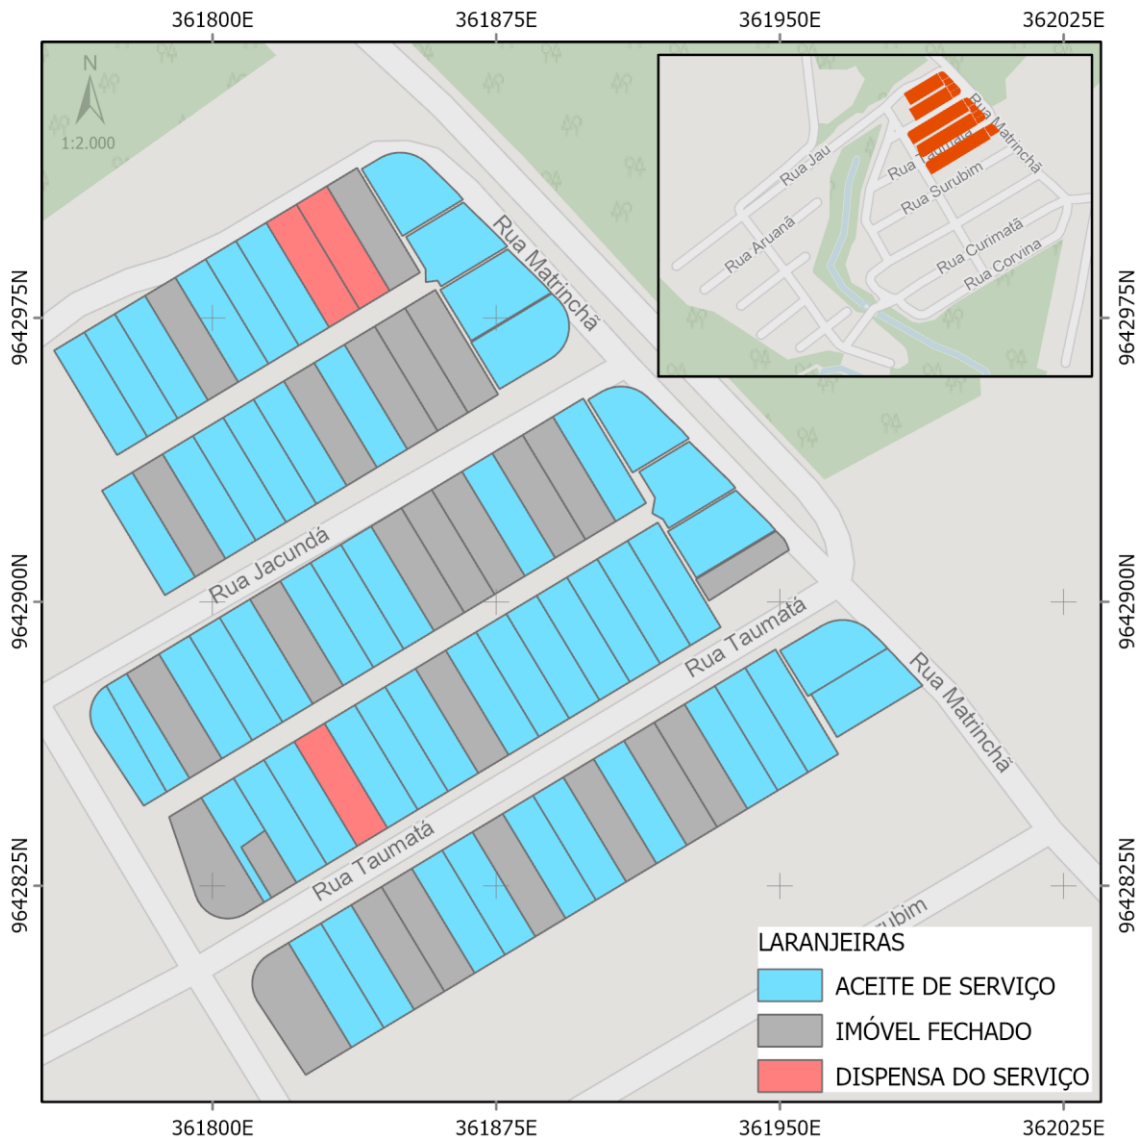 361800E
361875E
361950E
362025E
N
1:2.000
9642975N
9642975N
9642900N
9642900N
9642825N
9642825N
Rua Matrinchã
Rua Jau
Rua Taumatá
Rua Surubim
Rua Aruanã
Rua Curimatã
Rua Corvina
Rua Matrinchã
Rua Jacundá
Rua Taumatá
Rua Matrinchã
Rua Taumatá
urubim
LARANJEIRAS
ACEITE DE SERVIÇO
IMÓVEL FECHADO
DISPENSA DO SERVIÇO
361800E
361875E
361950E
362025E